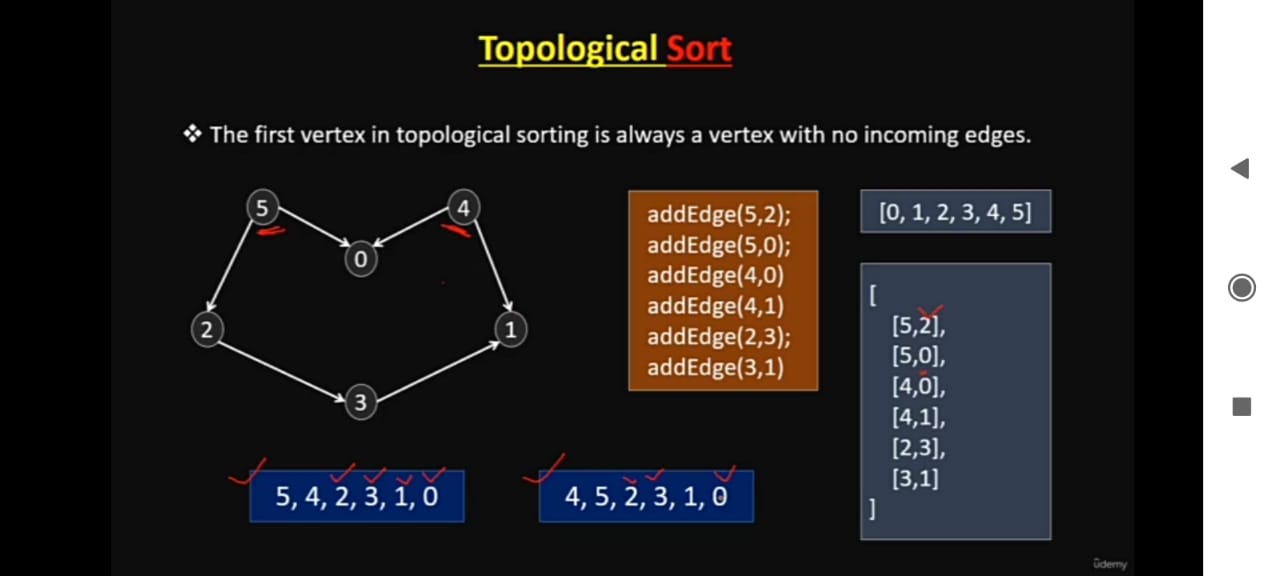 Topological Sort
❖ The first vertex in topological sorting is always a vertex with no incoming edges.
5
4
0
2
1
3
addEdge(5,2);
addEdge(5,0);
addEdge(4,0)
addEdge(4,1)
addEdge(2,3);
addEdge(3,1)
[0, 1, 2, 3, 4, 5]
[
[5,2],
[5,0],
[4,0],
[4,1],
[2,3],
[3,1]
]
5, 4, 2, 3, 1, 0
4, 5, 2, 3, 1, 0
ûdemy